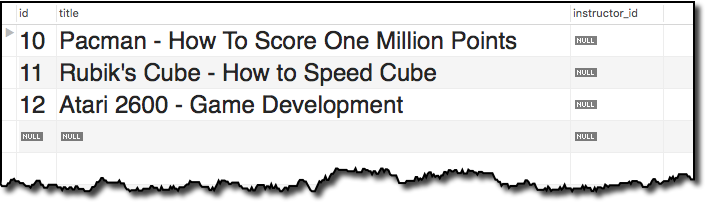 id title instructor_id
10 Pacman - How To Score One Million Points NULL
11 Rubik's Cube - How to Speed Cube NULL
12 Atari 2600 - Game Development NULL
NULL NULL NULL